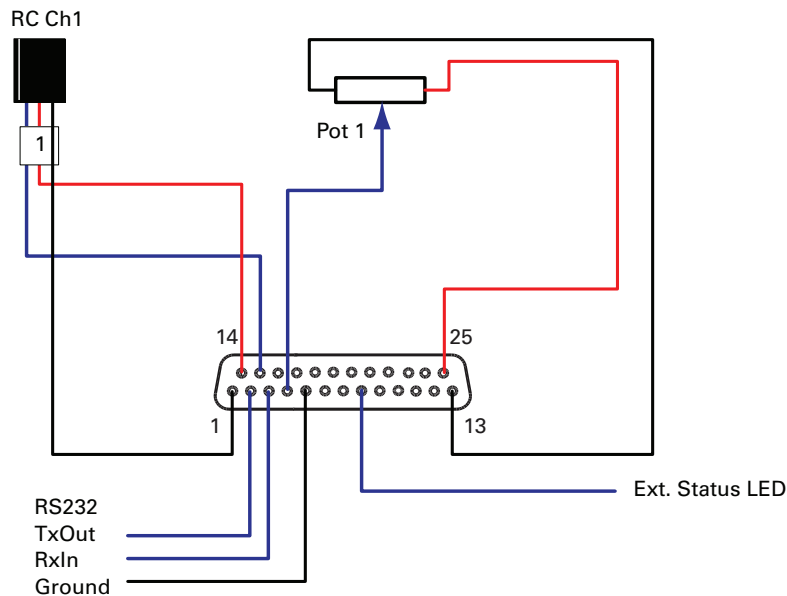 RC Ch1
1
Pot 1
14
25
1
13
Ext. Status LED
RS232
TxOut
RxIn
Ground